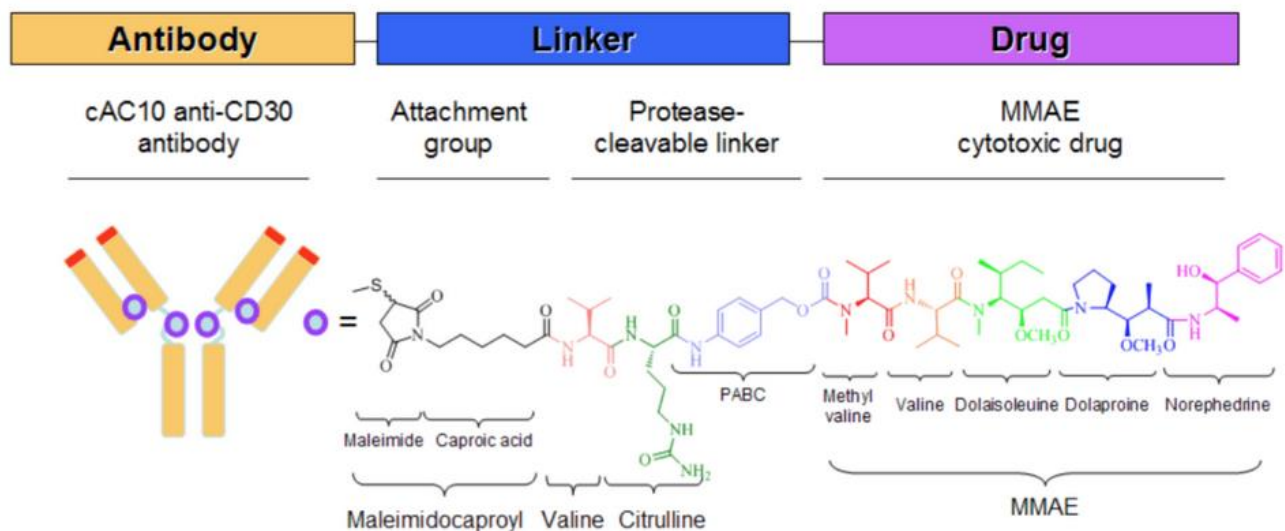 Antibody
Linker
Drug
cAC10 anti-CD30
antibody
Attachment
group
Protease-
cleavable linker
MMAE
cytotoxic drug
=
S
O
N
O
O
N
H
O
H
N
O
N
H
NH
O
NH2
O
O
N
O
H
N
O
N
OCH3
O
N
OCH3
O
N
H
HO
PABC
Methyl
valine
Valine
Dolaisoleuine
Dolaproine
Norephedrine
Maleimide
Caproic acid
Maleimidocaproyl
Valine
Citrulline
MMAE